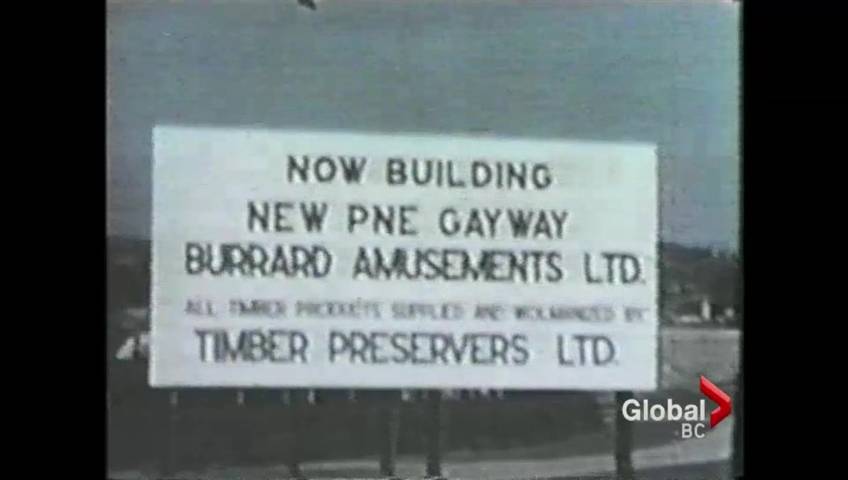 NOW BUILDING
NEW PNE GAYWAY
BURRARD AMUSEMENTS LTD.
ALL TIMBER PRODUCTS SUPPLIED AND WOLMANIZED BY
TIMBER PRESERVERS LTD.
Global
BC